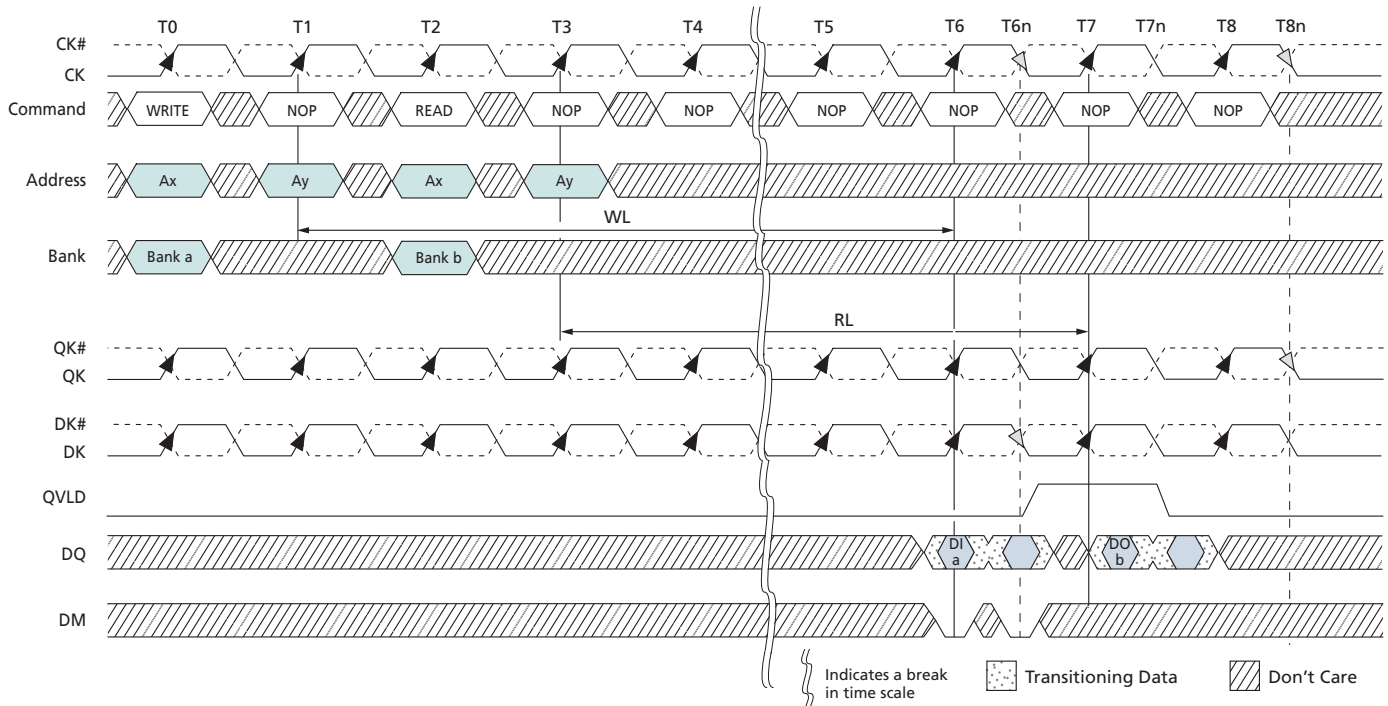 T0 T1 T2 T3 T4 T5 T6 T6n T7 T7n T8 T8n
CK#
CK
Command WRITE NOP READ NOP NOP NOP NOP NOP NOP
Address Ax Ay Ax Ay
WL
Bank Bank a Bank b
RL
QK#
QK
DK#
DK
QVLD
DQ DI a DO b
DM
Indicates a break in time scale
Transitioning Data
Don't Care